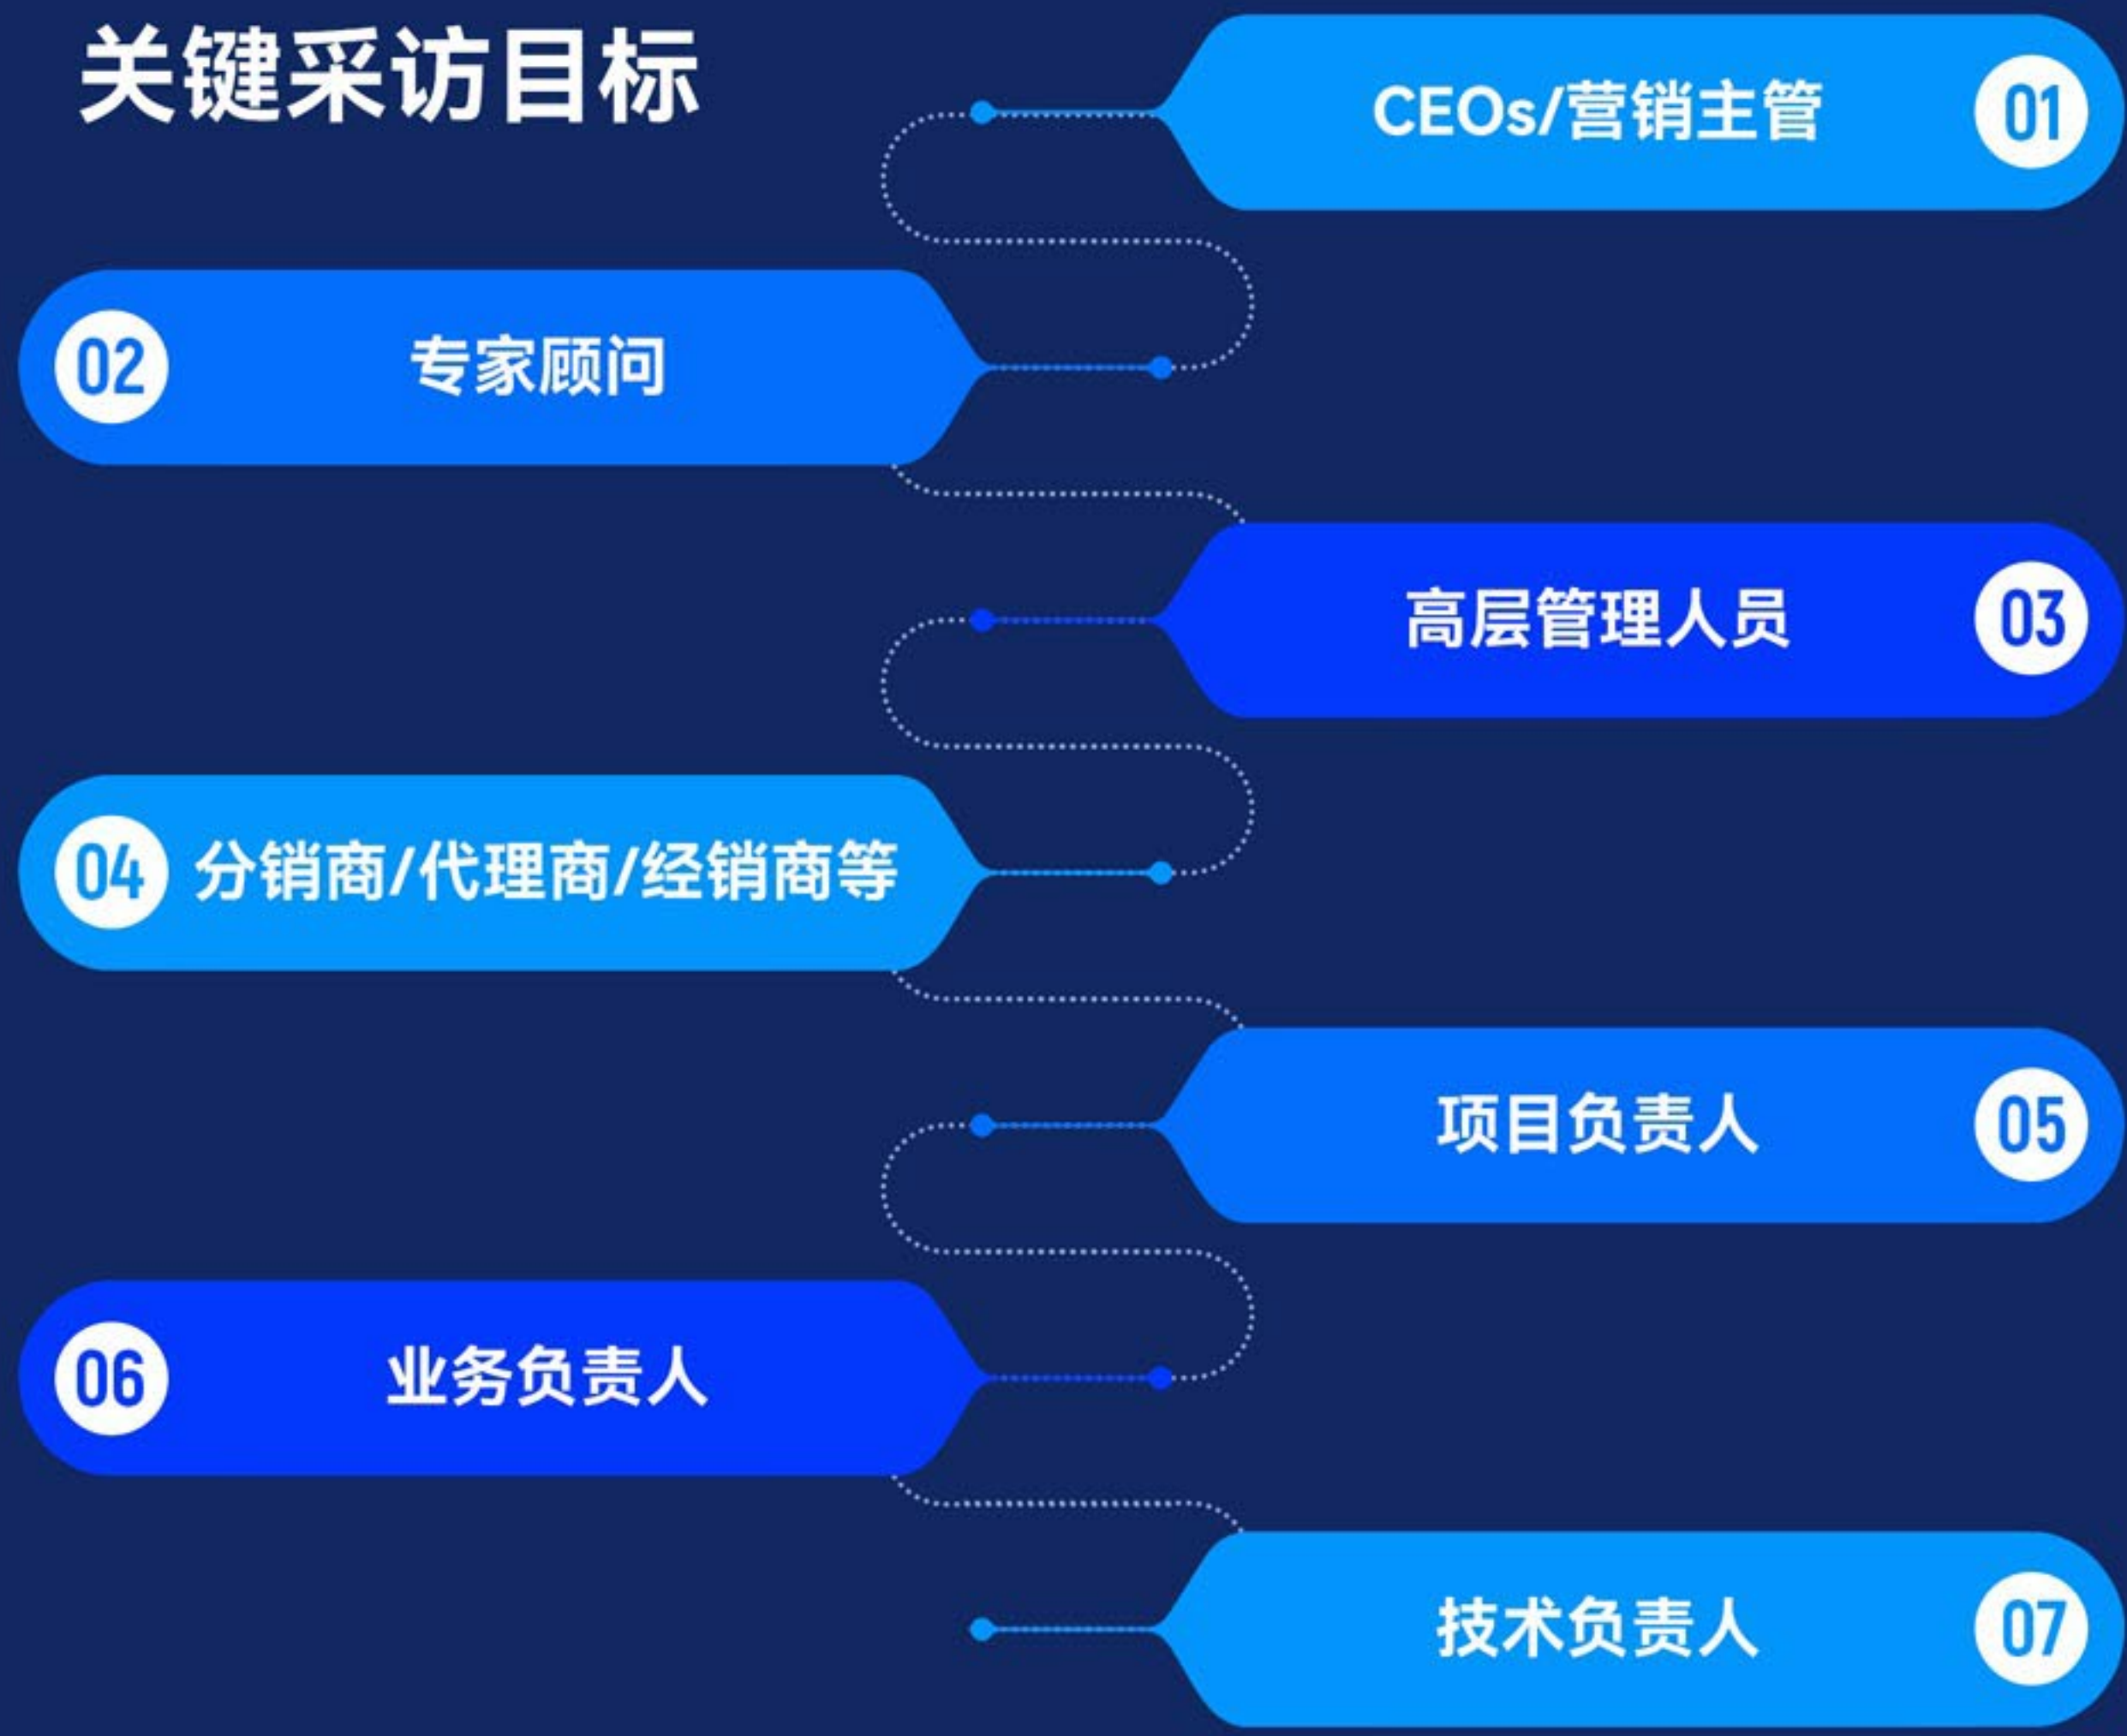 关键采访目标
CEOs/营销主管
01
02
专家顾问
高层管理人员
03
04
分销商/代理商/经销商等
项目负责人
05
06
业务负责人
技术负责人
07